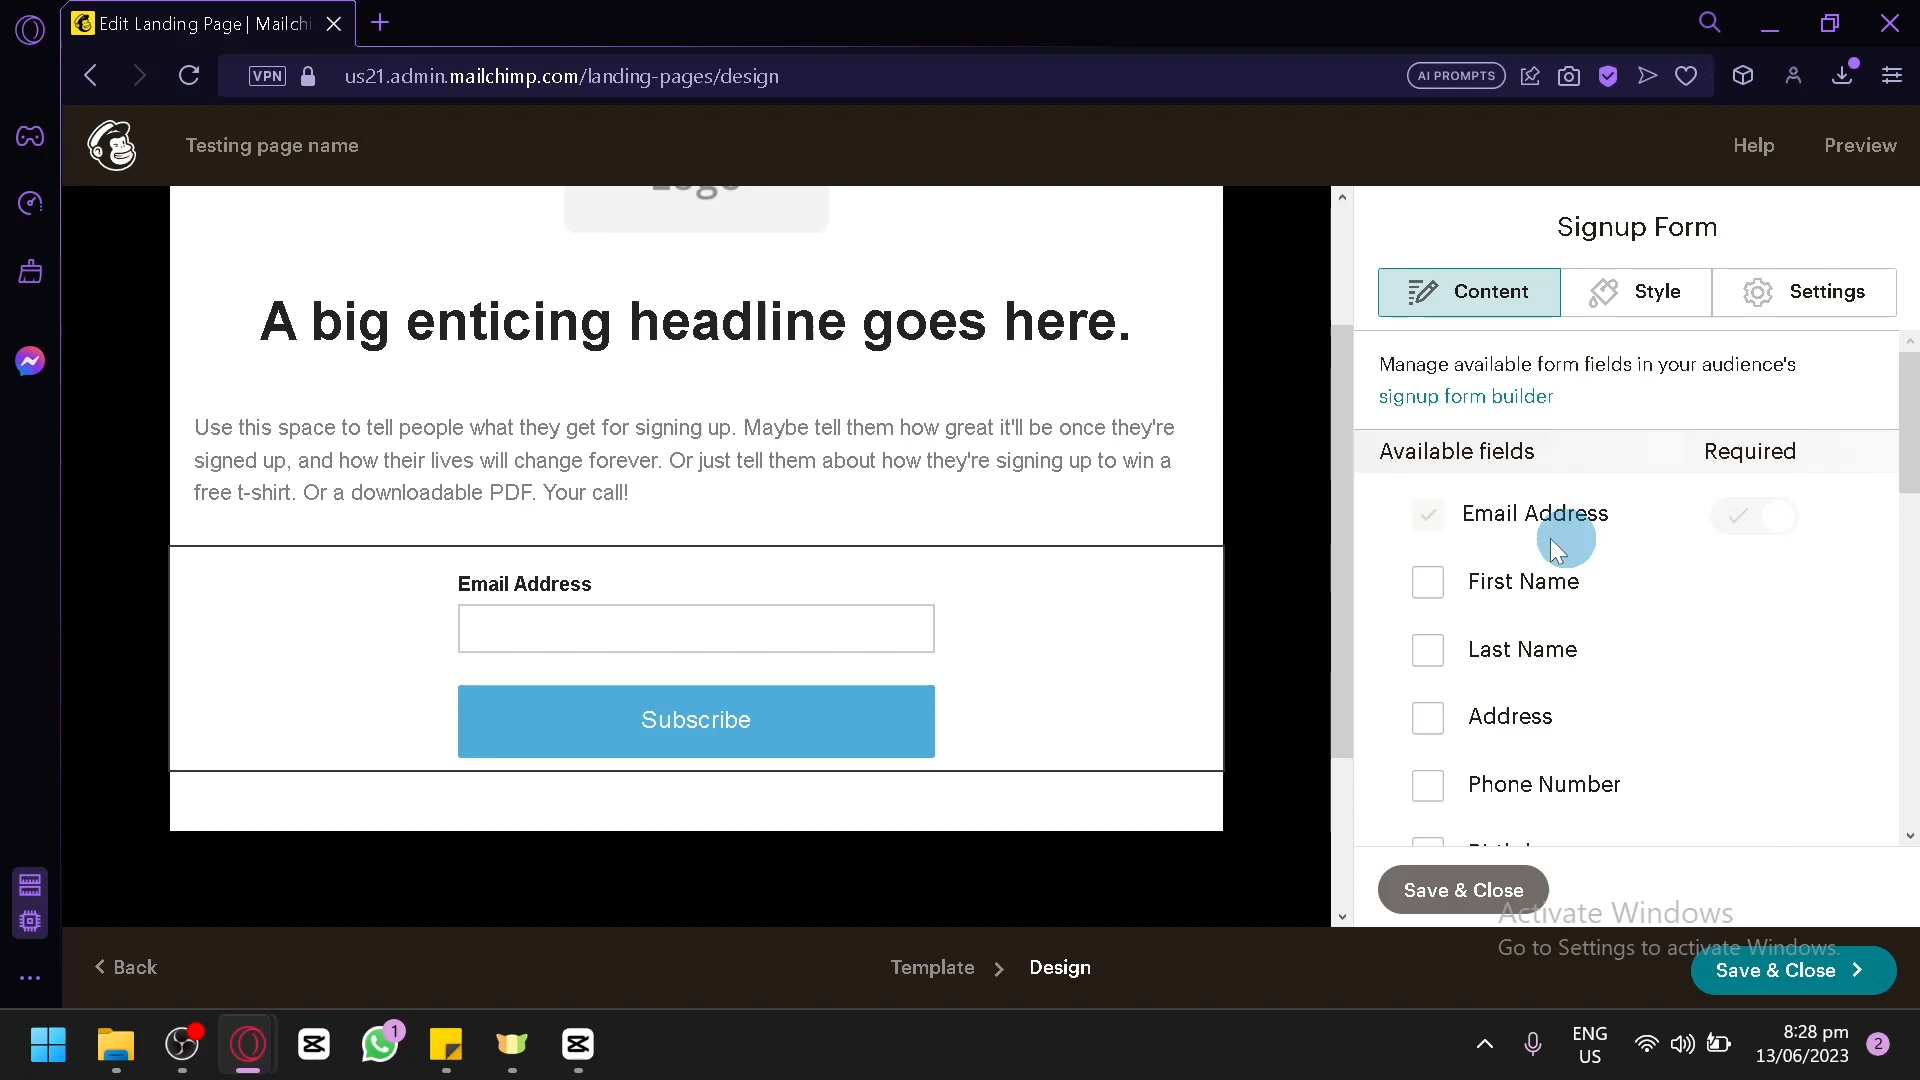 Edit Landing Page | Mailchi
VPN
us21.admin.mailchimp.com/landing-pages/design
AI PROMPTS
Testing page name
Help
Preview
Logo
A big enticing headline goes here.
Use this space to tell people what they get for signing up. Maybe tell them how great it'll be once they're
signed up, and how their lives will change forever. Or just tell them about how they're signing up to win a
free t-shirt. Or a downloadable PDF. Your call!
Email Address
Subscribe
Signup Form
Content
Style
Settings
Manage available form fields in your audience's
signup form builder
Available fields
Required
Email Address
First Name
Last Name
Address
Phone Number
Save & Close
Activate Windows
Go to Settings to activate Windows.
Back
Template
Design
Save & Close
1
ENG
US
8:28 pm
13/06/2023
2